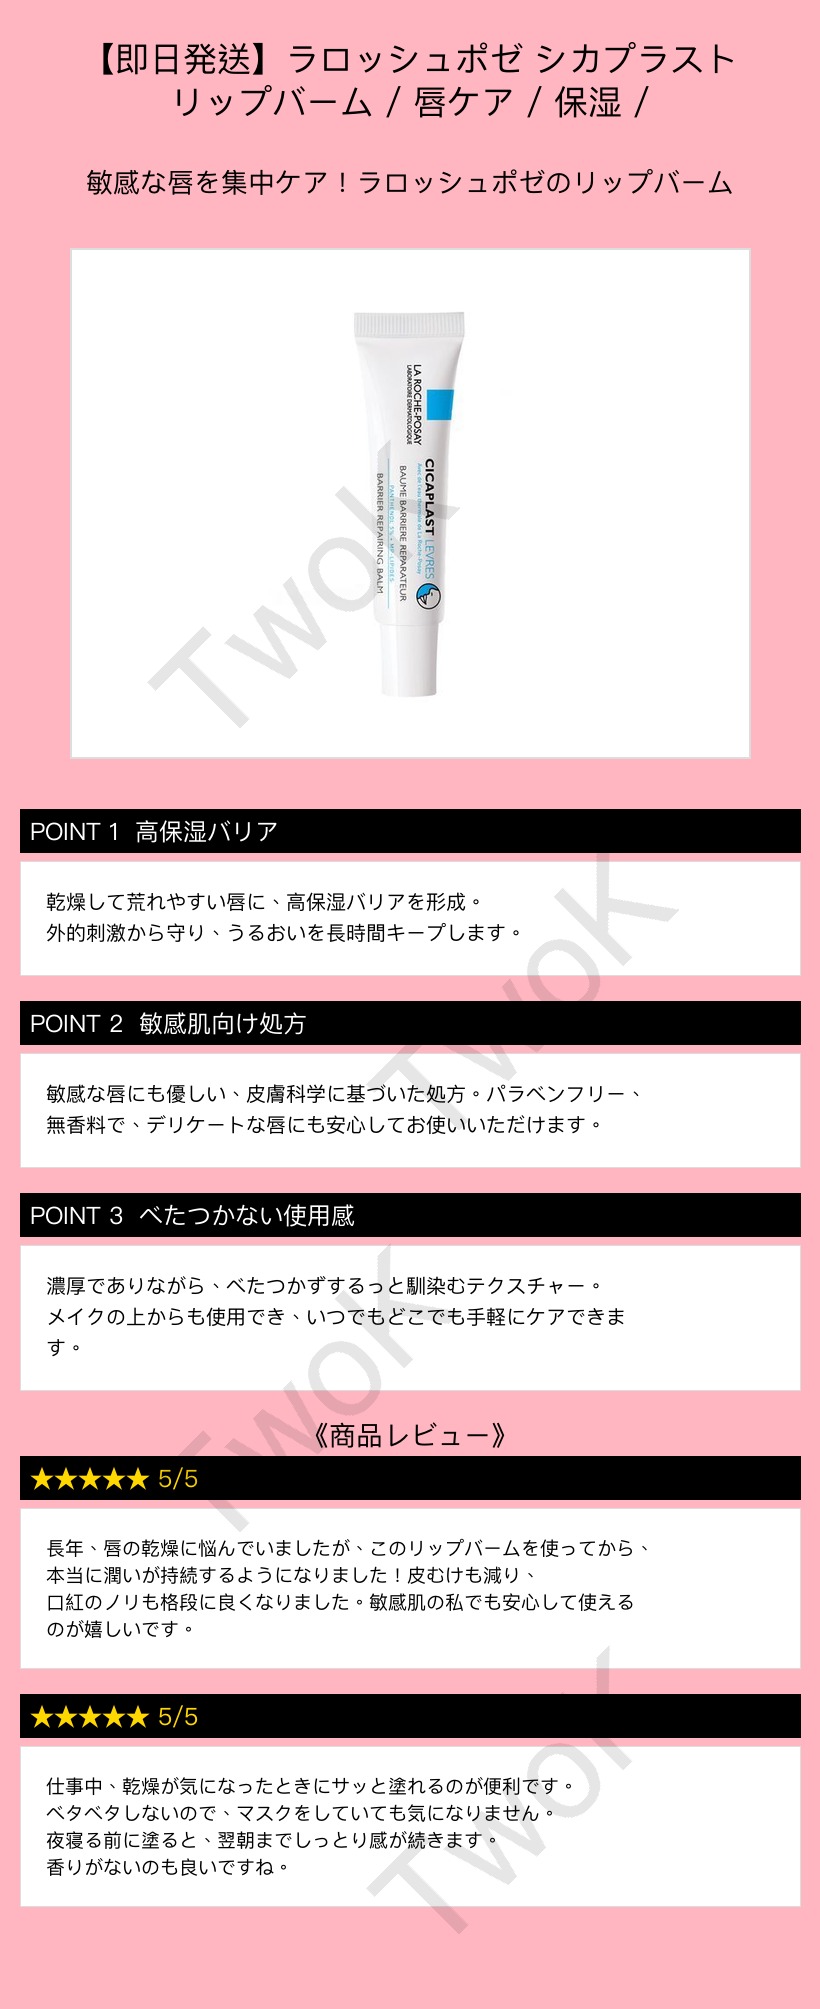 【即日発送】ラロッシュポゼ シカプラスト
リップバーム / 唇ケア / 保湿 /
敏感な唇を集中ケア！ラロッシュポゼのリップバーム
LA ROCHE-POSAY
LABORATOIRE DERMATOLOGIQUE
CICAPLAST LEVRES
Avec de l'eau thermale de La Roche-Posay
BAUME BARRIERE REPARATEUR
PANTHENOL 5% + MP-LIPIDES
BARRIER REPAIRING BALM
TwoK
POINT 1 高保湿バリア
乾燥して荒れやすい唇に、高保湿バリアを形成。
外的刺激から守り、うるおいを長時間キープします。
TwoK
POINT 2 敏感肌向け処方
敏感な唇にも優しい、皮膚科学に基づいた処方。パラベンフリー、
無香料で、デリケートな唇にも安心してお使いいただけます。
POINT 3 べたつかない使用感
濃厚でありながら、べたつかずするっと馴染むテクスチャー。
メイクの上からも使用でき、いつでもどこでも手軽にケアできま
す。
TwoK
《商品レビュー》
★★★★★ 5/5
長年、唇の乾燥に悩んでいましたが、このリップバームを使ってから、
本当に潤いが持続するようになりました！皮むけも減り、
口紅のノリも格段に良くなりました。敏感肌の私でも安心して使える
のが嬉しいです。
★★★★★ 5/5
仕事中、乾燥が気になったときにサッと塗れるのが便利です。
ベタベタしないので、マスクをしていても気になりません。
夜寝る前に塗ると、翌朝までしっとり感が続きます。
香りがないのも良いですね。
TwoK